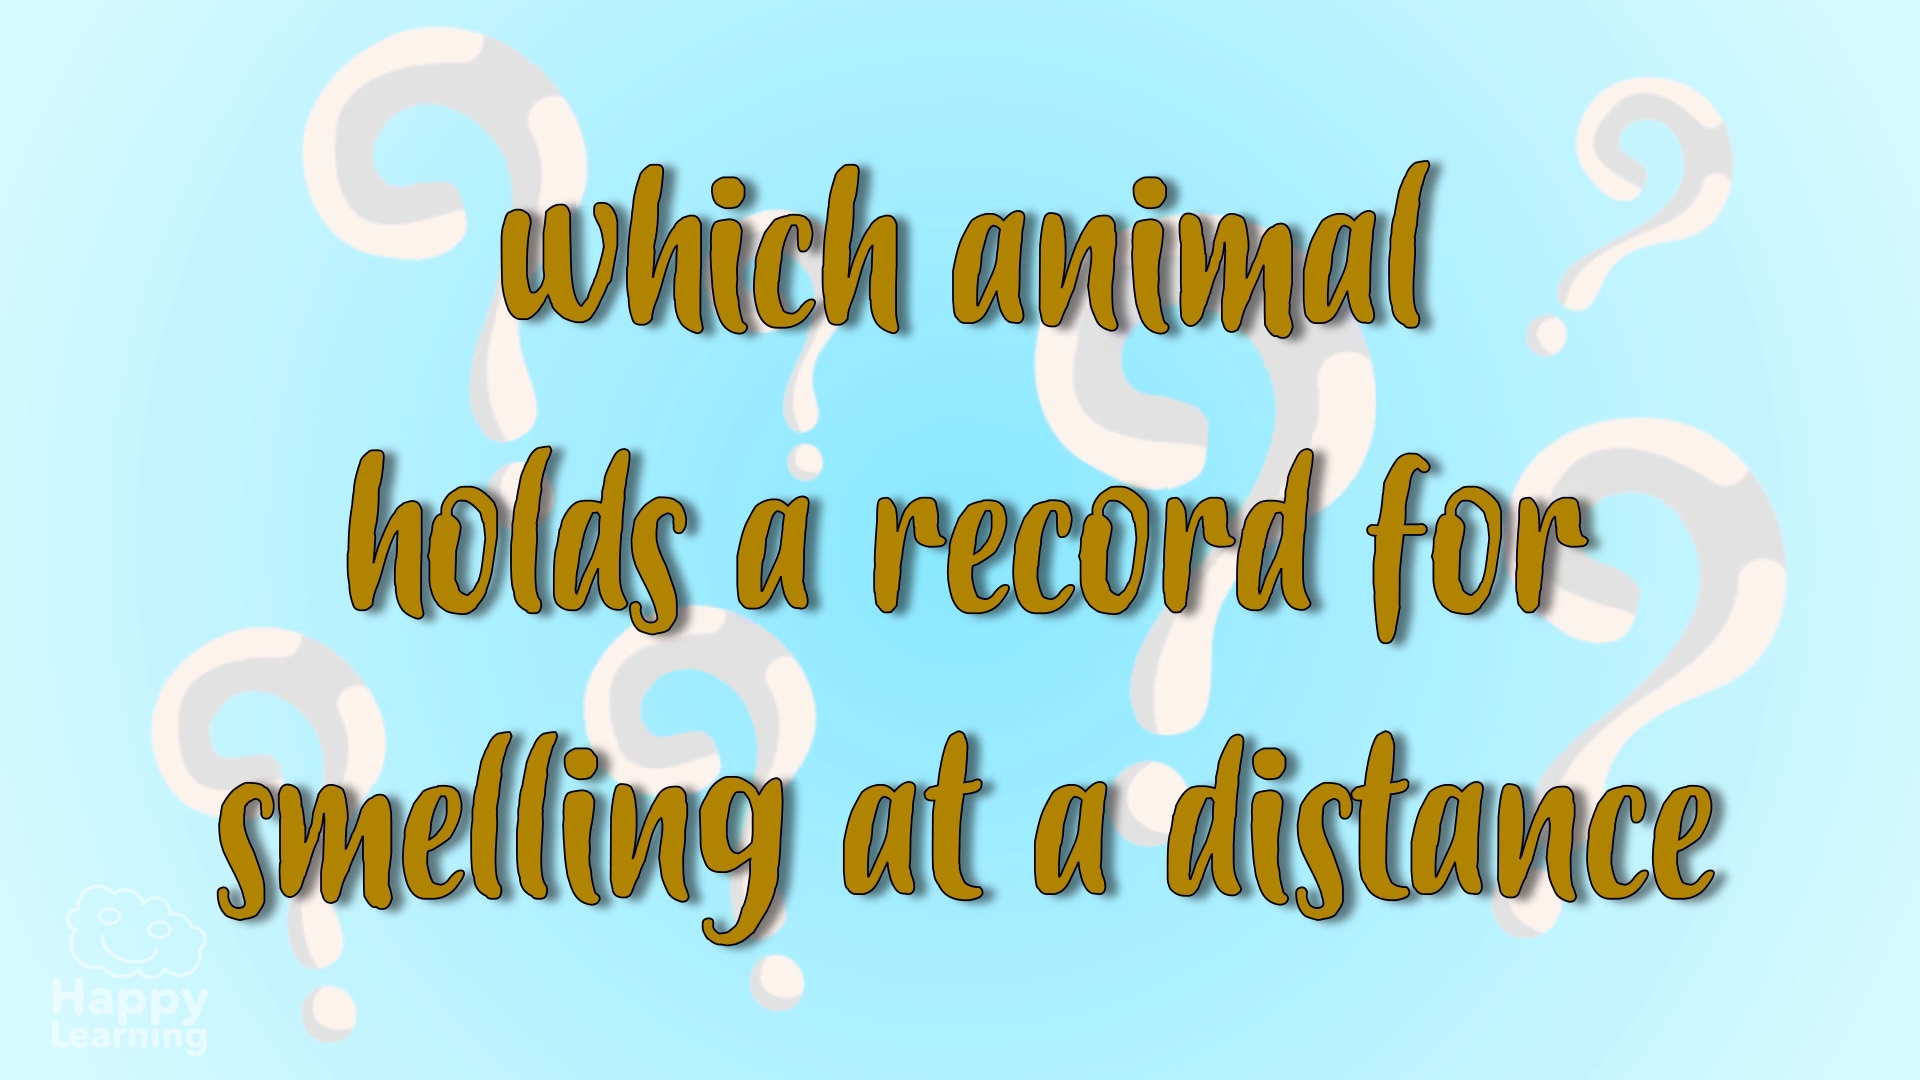 which animal
holds a record for
smelling at a distance
Happy
Learning